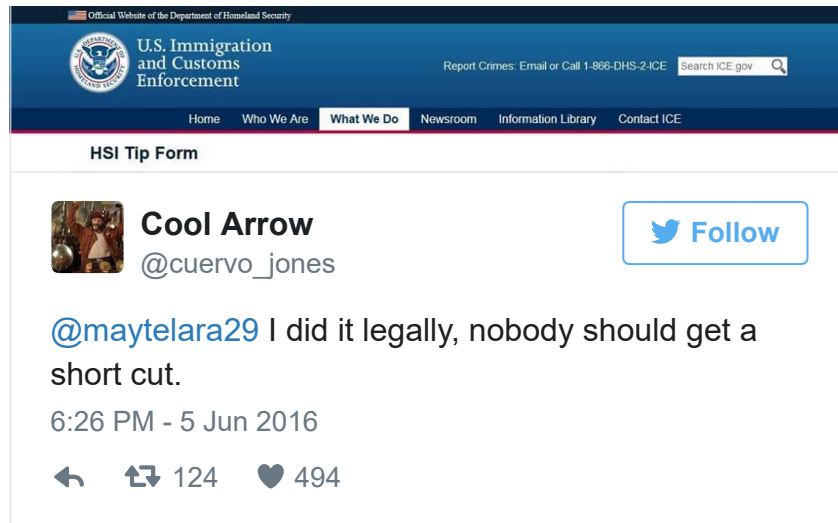 Official Website of the Department of Homeland Security
U.S. Immigration
and Customs
Enforcement
Report Crimes: Email or Call 1-866-DHS-2-ICE Search ICE.gov
Home Who We Are What We Do Newsroom Information Library Contact ICE
HSI Tip Form
Cool Arrow
@cuervo_jones
Follow
@maytelara29 I did it legally, nobody should get a
short cut.
6:26 PM - 5 Jun 2016
124 494